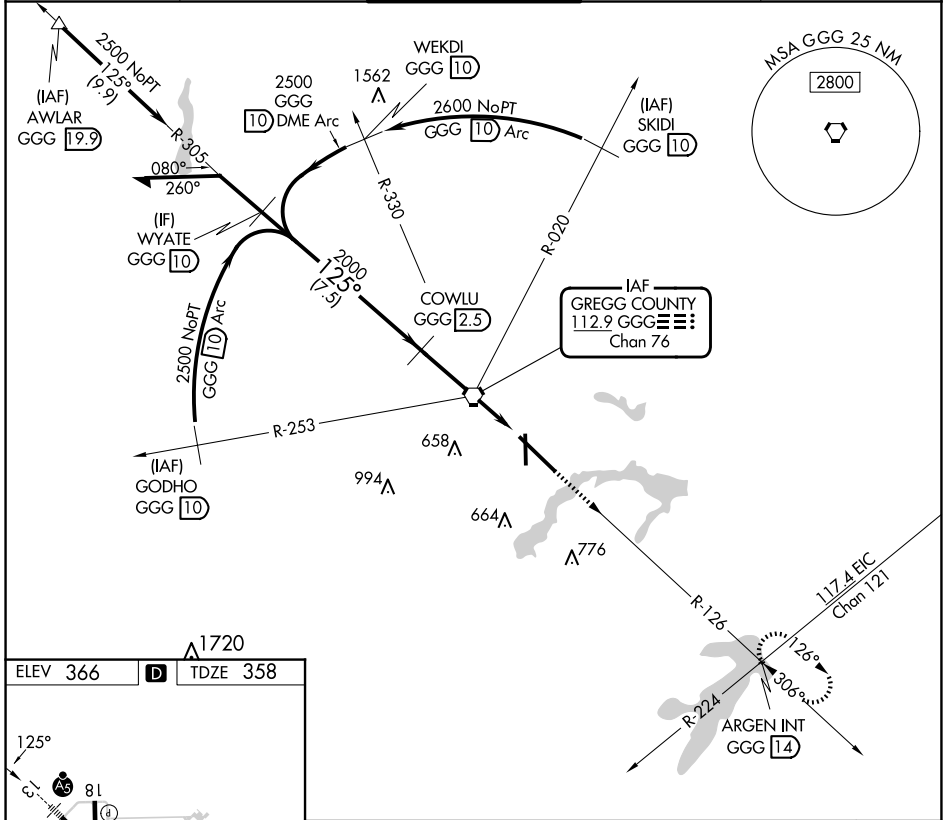 2500 NoPT
125°
(9.9)
(IAF)
AWLAR
GGG 19.9
R-305
080°
260°
(IF)
WYATE
GGG 10
2500
GGG
10 DME Arc
1562
WEKDI
GGG 10
2600 NoPT
GGG 10 Arc
(IAF)
SKIDI
GGG 10
MSA GGG 25 NM
2800
R-330
R-020
2000
125°
(7.5)
COWLU
GGG 2.5
IAF
GREGG COUNTY
112.9 GGG
Chan 76
2500 NoPT
GGG 10 Arc
R-253
(IAF)
GODHO
GGG 10
658
994
664
776
117.4 EIC
Chan 121
R-126
126°
306°
R-224
ARGEN INT
GGG 14
1720
ELEV 366
D
TDZE 358
125°
13
A5
18
P